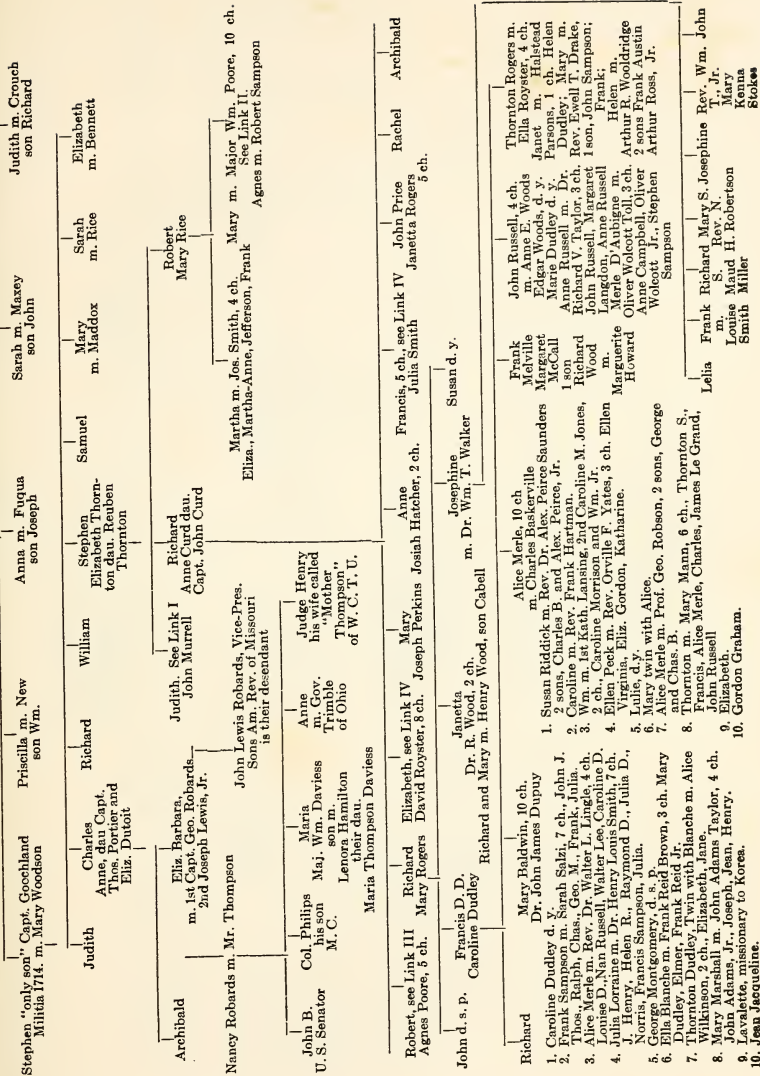 Stephen "only son" Capt. Goochland
Militia 1714. m. Mary Woodson
Priscilla m. New
son Wm.
Anna m. Fuqua
son Joseph
Sarah m. Maxey
son John
Judith m. Crouch
son Richard
Judith
Charles
Anne, dau Capt.
Thos. Portier and
Eliz. Dutoit
Richard
William
Stephen
Elizabeth Thorn-
ton dau. Reuben
Thornton
Samuel
Mary
m. Maddox
Sarah
m. Rice
Elizabeth
m. Bennett
Archibald
Eliz. Barbara,
m. 1st Capt. Geo. Robards
2nd Joseph Lewis, Jr.
Judith. See Link I
John Murrell
Richard
Anne Curd dau.
Capt. John Curd
Robert
Mary Rice
Nancy Robards m. Mr. Thompson
John Lewis Robards, Vice-Pres.
Sons Am. Rev. of Missouri
is their desendant
Martha m. Jos. Smith, 4 ch.
Eliza., Martha-Anne, Jefferson, Frank
Mary m. Major Wm. Poore, 10 ch.
See Link II.
Agnes m. Robert Sampson
John B.
U. S. Senator
Col. Philips
his son
M. C.
Maria
Maj. Wm. Daviess
son m.
Lenora Hamilton
their dau.
Maria Thompson Daviess
Anne
m. Gov.
Trimble
of Ohio
Judge Henry
his wife called
"Mother
Thompson"
of W. C. T. U.
Robert, see Link III
Agnes Poore, 5 ch.
Richard
Mary Rogers
Elizabeth, see Link IV
David Royster, 8 ch.
Mary
Joseph Perkins
Anne
Josiah Hatcher, 2 ch.
Francis, 5 ch., see Link IV
Julia Smith
John Price
Janetta Rogers
5 ch.
Rachel
Archibald
John d. s. p.
Francis D. D.
Caroline Dudley
Janetta
Dr. R. Wood, 2 ch.
Richard and Mary m. Henry Wood, son Cabell
Josephine
m. Dr. Wm. T. Walker
Susan d. y.
Richard
Mary Baldwin, 10 ch.
Dr. John James Dupuy
1. Caroline Dudley d. y.
2. Frank Sampson m. Sarah Salzi, 7 ch., John J.
Thos., Ralph, Chas., Geo. M., Frank, Julia.
3. Alice Merle m. Rev. Dr. Walter L. Lingle, 4 ch.
Louise D., Nan Russell, Walter Lee, Caroline D.
4. Julia Lorraine m. Dr. Henry Louis Smith, 7 ch.
J. Henry, Helen R., Raymond D., Julia D.,
Norris, Francis Sampson, Julia.
5. George Montgomery, d. s. p.
6. Ella Blanche m. Frank Reid Brown, 3 ch. Mary
Dudley, Elmer, Frank Reid Jr.
7. Thornton Dudley, Twin with Blanche m. Alice
Wilkinson, 2 ch., Elizabeth, Jane.
8. Mary Marshall m. John Adams Taylor, 4 ch.
John Adams, Jr., Joseph, Jean, Henry.
9. Lavalette, missionary to Korea.
10. Jean Jacqueline.
Alice Merle, 10 ch
m. Charles Baskerville
1. Susan Riddick m. Rev. Dr. Alex. Peirce Saunders
2 sons, Charles B. and Alex. Peirce, Jr.
2. Caroline m. Rev. Frank Hartman.
3. Wm. m. 1st Kath. Lansing, 2nd Caroline M. Jones,
2 ch., Caroline Morrison and Wm. Jr.
4. Ellen Peck m. Rev. Orville F. Yates, 3 ch. Ellen
Virginia, Eliz. Gordon, Katharine.
5. Lulie, d.y.
6. Mary twin with Alice.
7. Alice Merle m. Prof. Geo. Robson, 2 sons, George
and Chas. B.
8. Thornton m. Mary Mann, 6 ch., Thornton S.,
Francis, Alice Merle, Charles, James Le Grand,
John Russell
9. Elizabeth.
10. Gordon Graham.
Frank
Melville
Margaret
McCall
1 son
Richard
Wood
m.
Marguerite
Howard
John Russell, 4 ch.
m. Anne E. Woods
Edgar Woods, d. y.
Marie Dudley d. y.
Anne Russell m. Dr.
Richard V. Taylor, 3 ch.
John Russell, Margaret
Langdon, Anne Russell
Merle D'Aubigne m.
Oliver Wolcott Toll, 3 ch.
Anne Campbell, Oliver
Wolcott Jr., Stephen
Sampson
Thornton Rogers m.
Ella Royster, 4 ch.
Janet m. Halstead
Parsons, 1 ch. Helen
Dudley; Mary m.
Rev. Ewell T. Drake,
1 son, John Sampson;
Frank;
Helen m.
Arthur R. Wooldridge
2 sons Frank Austin
Arthur Ross, Jr.
Lelia
Frank
m.
Louise
Smith
Richard
S.
Maud H.
Miller
Mary S.
Rev. N.
Robertson
Josephine
Rev. Wm.
T., Jr.
Mary
Kenna
Stokes
John